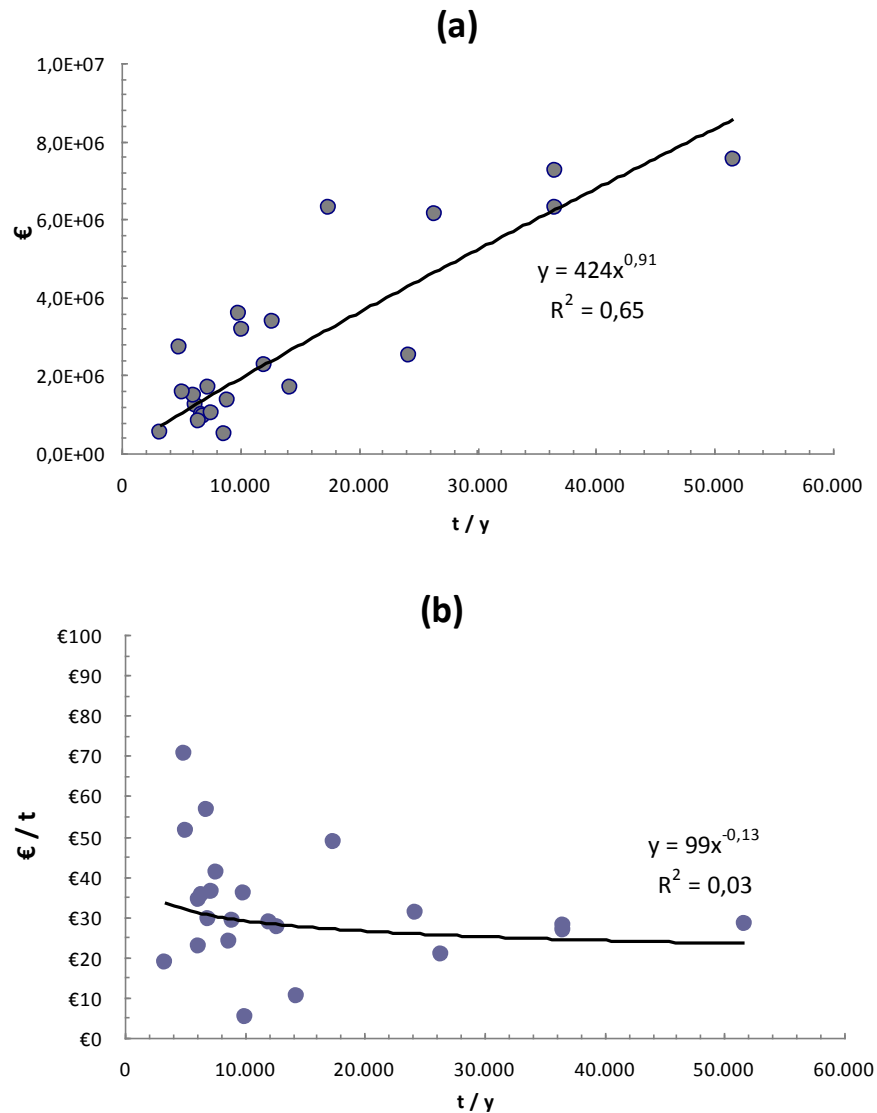 (a)
1,0E+07
8,0E+06
6,0E+06
4,0E+06
2,0E+06
0,0E+00
€
y = 424x^0,91
R^2 = 0,65
0 10.000 20.000 30.000 40.000 50.000 60.000
t / y
(b)
€100
€90
€80
€70
€60
€50
€40
€30
€20
€10
€0
€ / t
y = 99x^-0,13
R^2 = 0,03
0 10.000 20.000 30.000 40.000 50.000 60.000
t / y